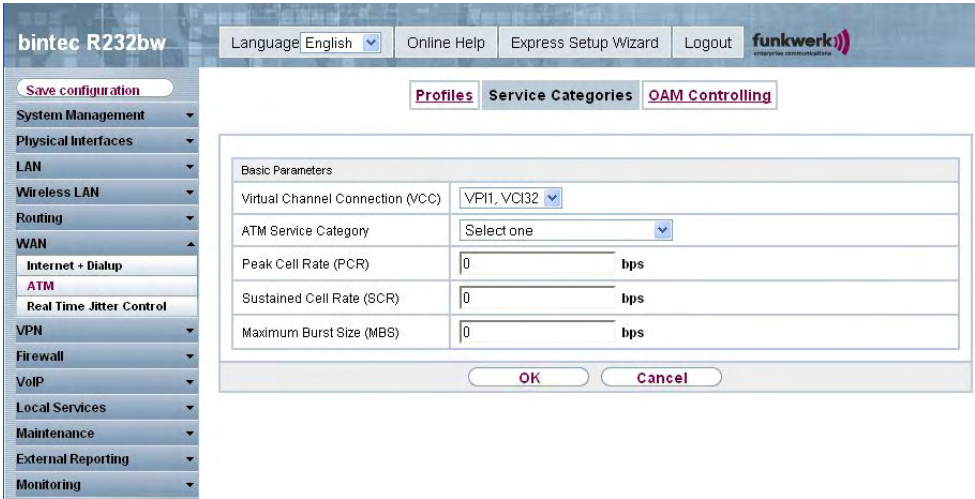 bintec R232bw
Language English Online Help Express Setup Wizard Logout funkwerk
enterprise communications
Save configuration
System Management
Physical Interfaces
LAN
Wireless LAN
Routing
WAN
Internet + Dialup
ATM
Real Time Jitter Control
VPN
Firewall
VoIP
Local Services
Maintenance
External Reporting
Monitoring
Profiles Service Categories OAM Controlling
Basic Parameters
Virtual Channel Connection (VCC) VPI1, VCI32
ATM Service Category Select one
Peak Cell Rate (PCR) 0 bps
Sustained Cell Rate (SCR) 0 bps
Maximum Burst Size (MBS) 0 bps
OK Cancel